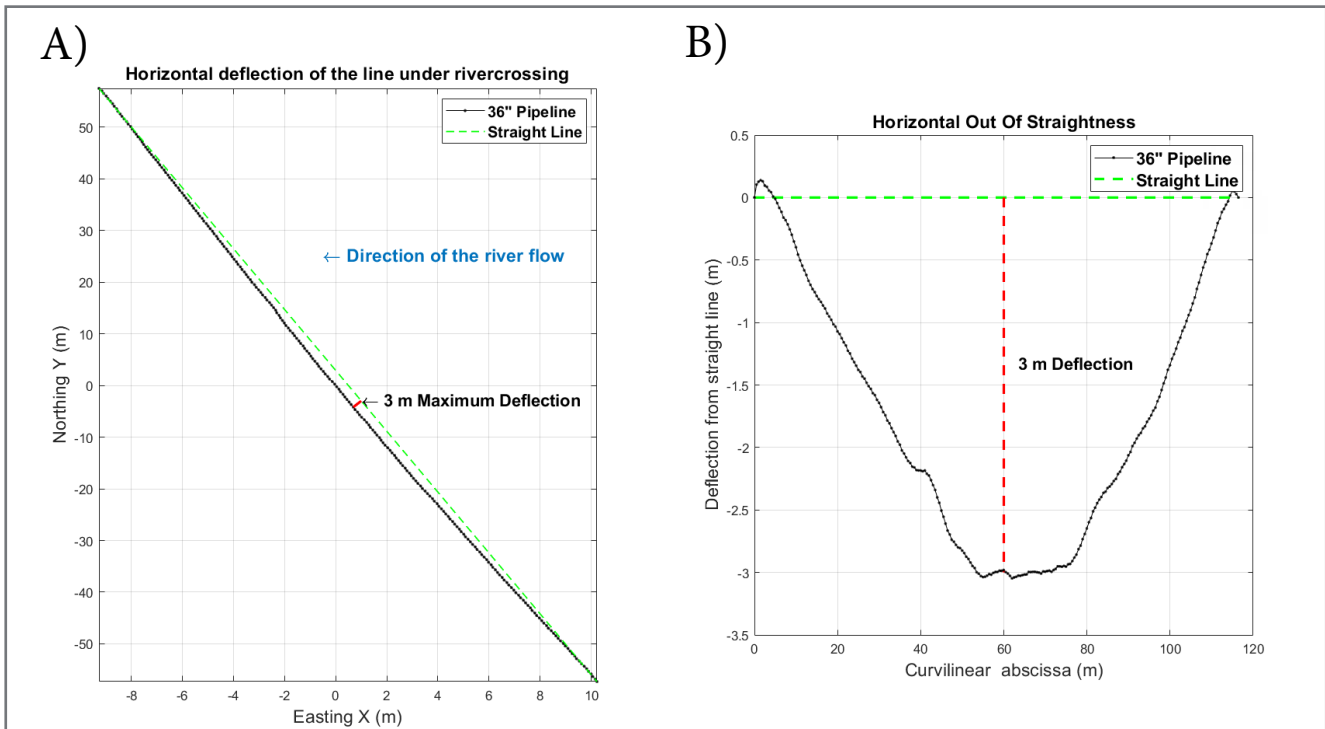 A)
Horizontal deflection of the line under rivercrossing
36" Pipeline
Straight Line
← Direction of the river flow
← 3 m Maximum Deflection
Northing Y (m)
50
40
30
20
10
0
-10
-20
-30
-40
-50
-8
-6
-4
-2
0
2
4
6
8
10
Easting X (m)
B)
Horizontal Out Of Straightness
36" Pipeline
Straight Line
3 m Deflection
Deflection from straight line (m)
0.5
0
-0.5
-1
-1.5
-2
-2.5
-3
-3.5
0
20
40
60
80
100
120
Curvilinear abscissa (m)